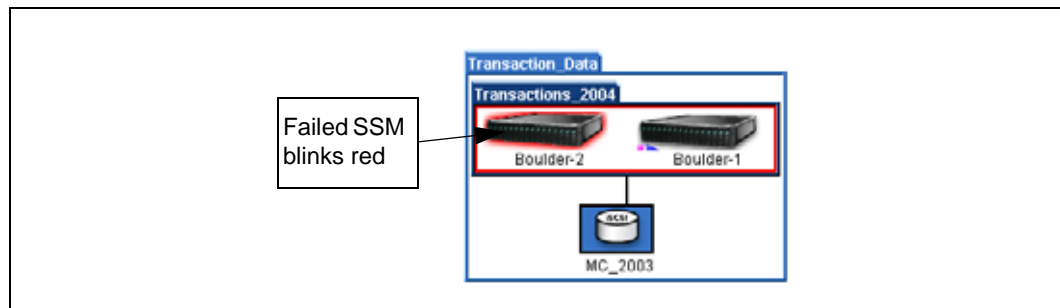 Transaction_Data
Transactions_2004
Failed SSM
blinks red
Boulder-2
Boulder-1
iSCSI
MC_2003